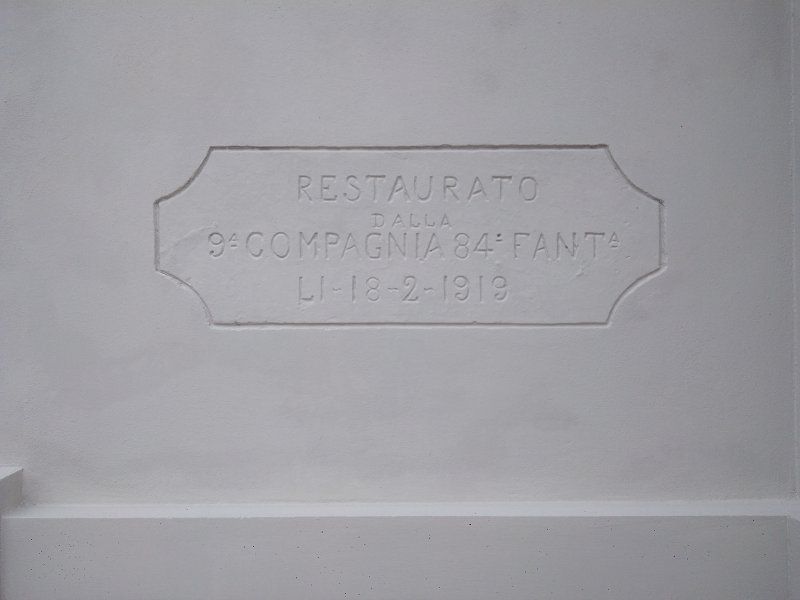 RESTAURATO
DALLA
9ᴬ COMPAGNIA 84ᴬ FANTᴬ
LI-18-2-1919